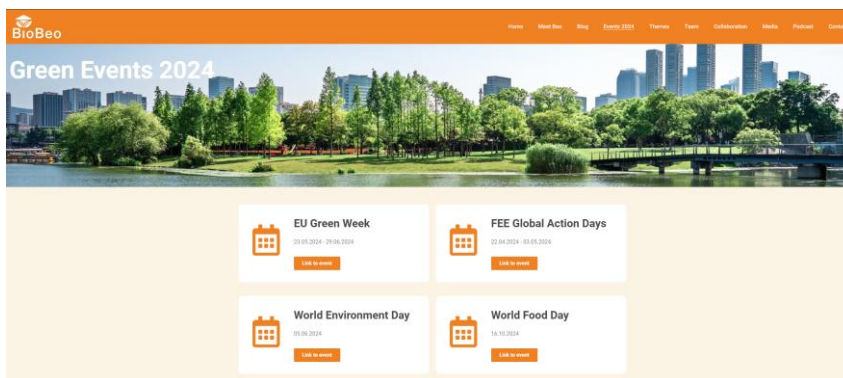 BioBeo
Home Meet Beo Blog Events 2024 Themes Team Collaboration Media Podcast
Green Events 2024
EU Green Week
23.05.2024 - 29.06.2024
Link to event
FEE Global Action Days
22.04.2024 - 03.05.2024
Link to event
World Environment Day
05.06.2024
Link to event
World Food Day
16.10.2024
Link to event